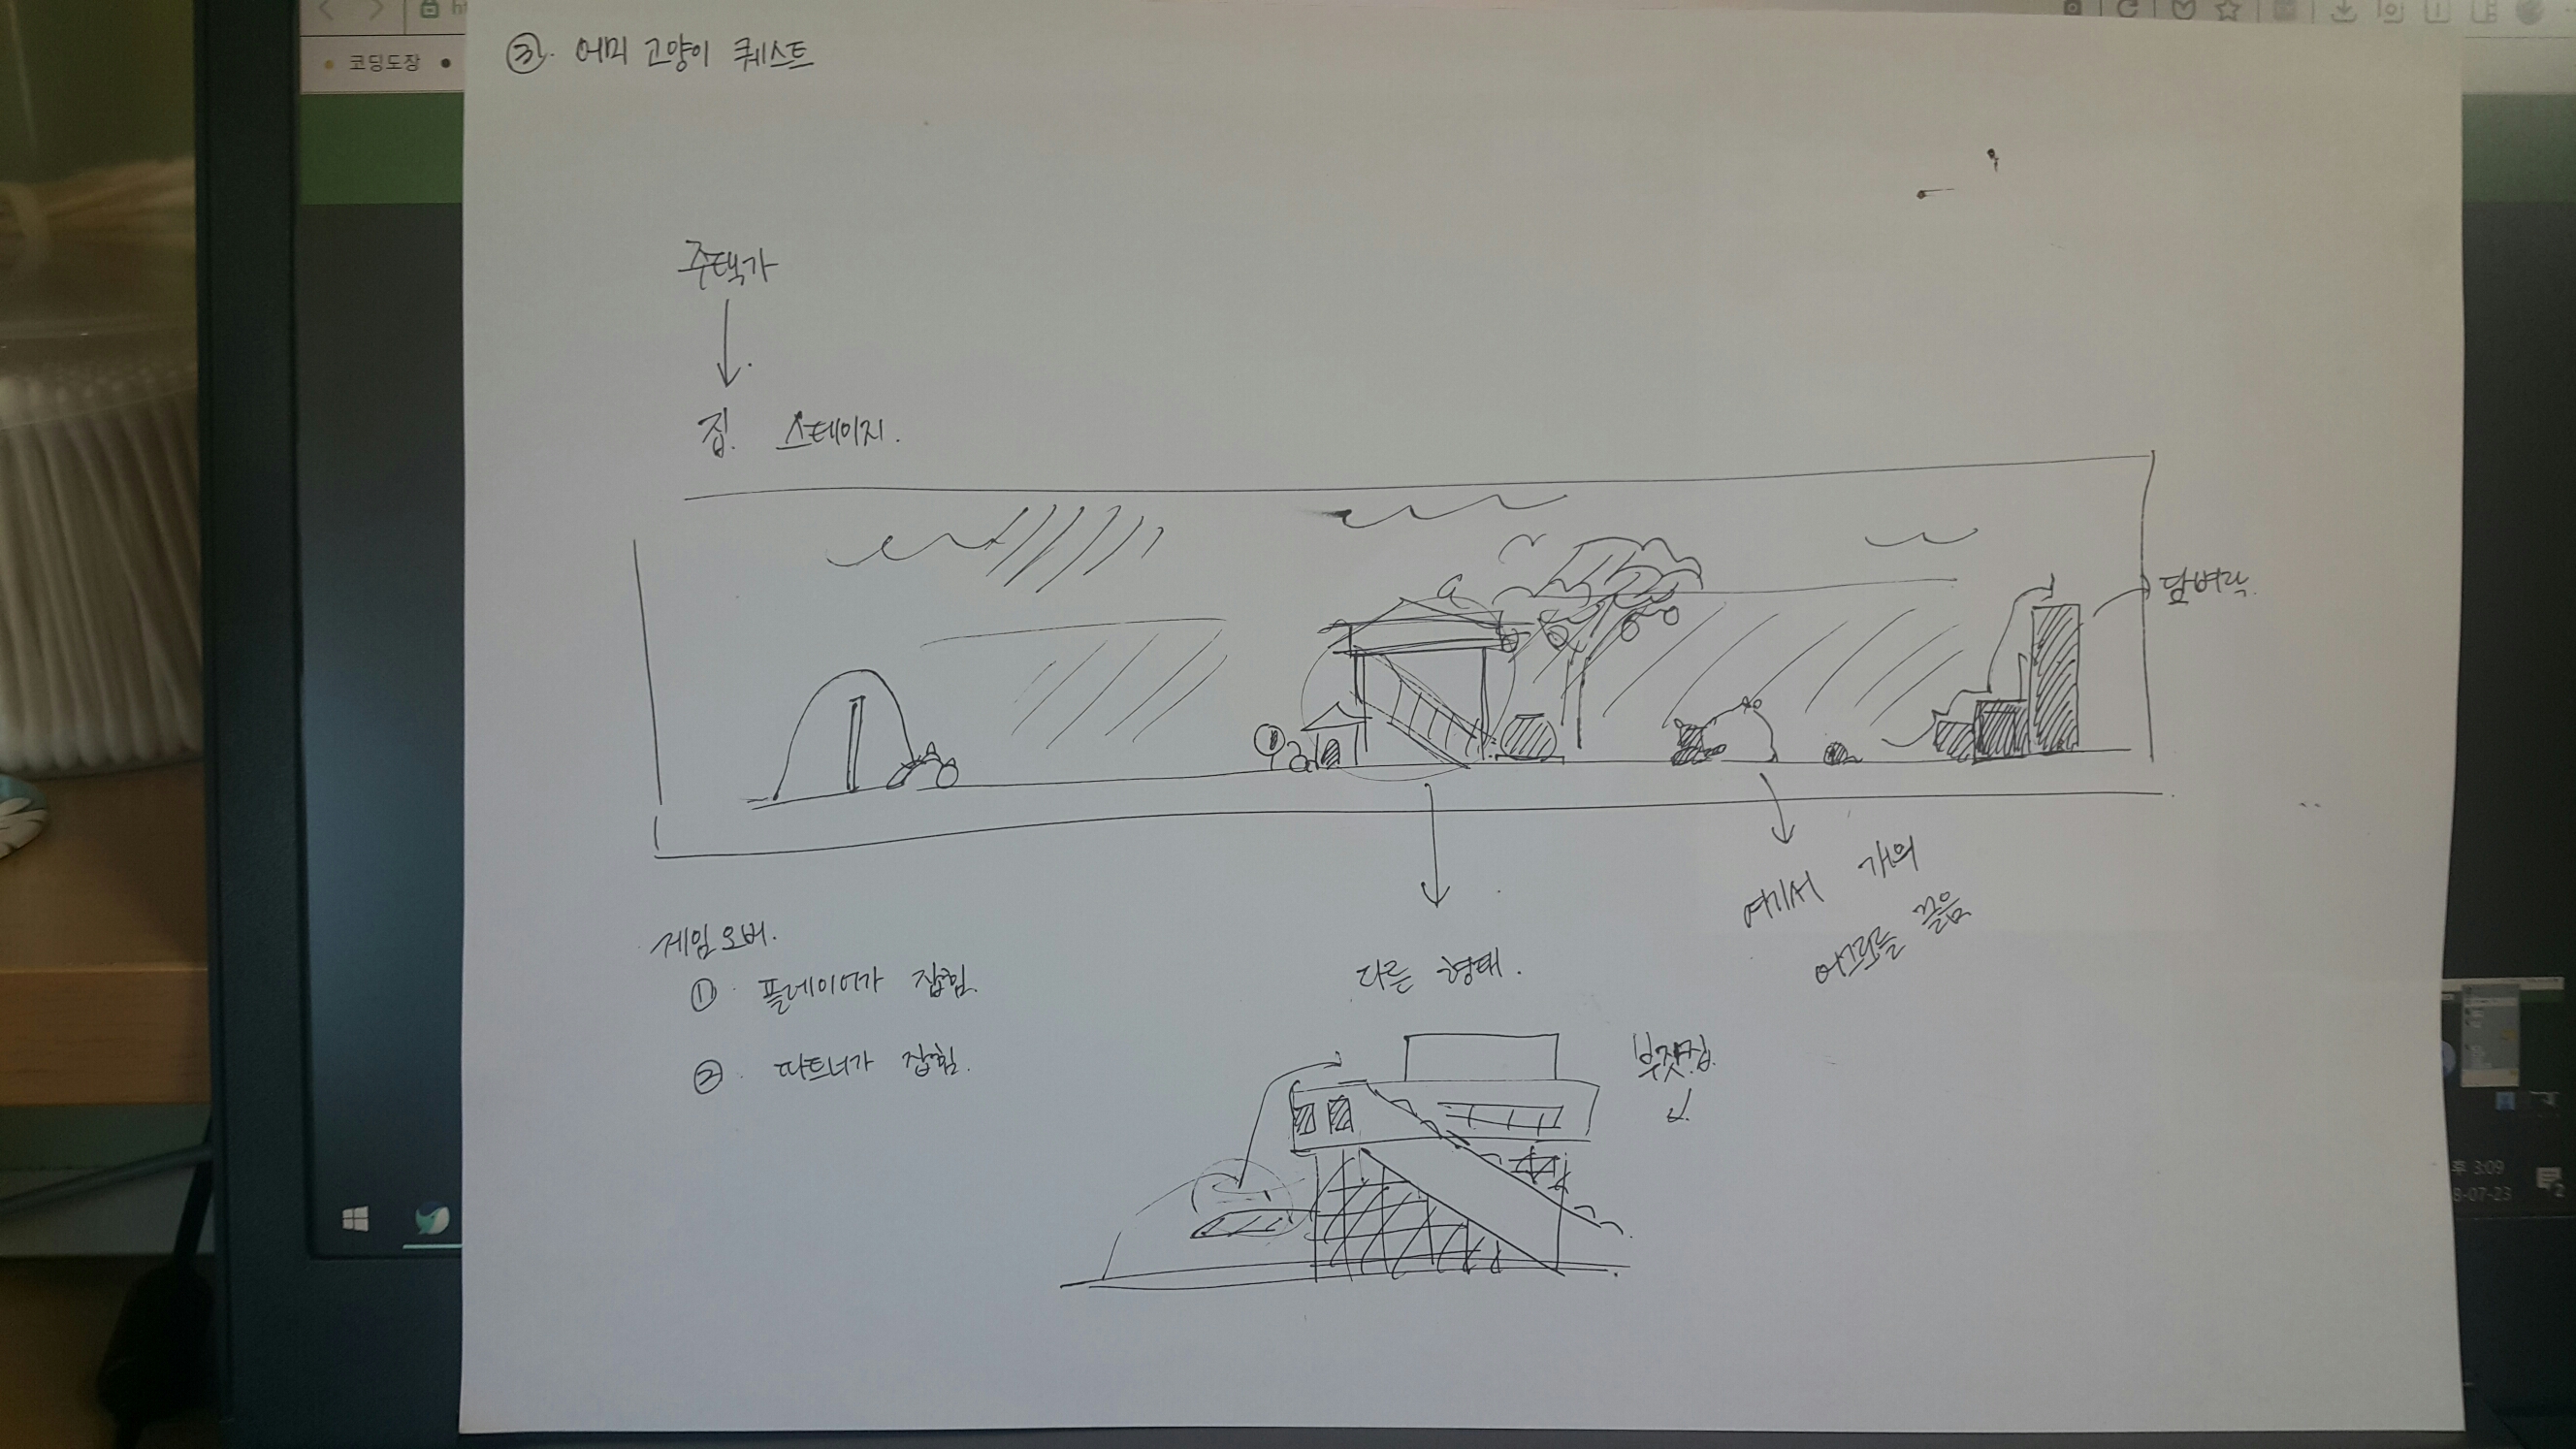 코딩도장
③. 어미 고양이 퀘스트
주택가
집. 스테이지.
담벼락.
여기서 개의
어그로를 끌음
게임오버.
① 플레이어가 잡힘.
② 파트너가 잡힘.
다른 형태.
부잣집.
후 3:09
8-07-23